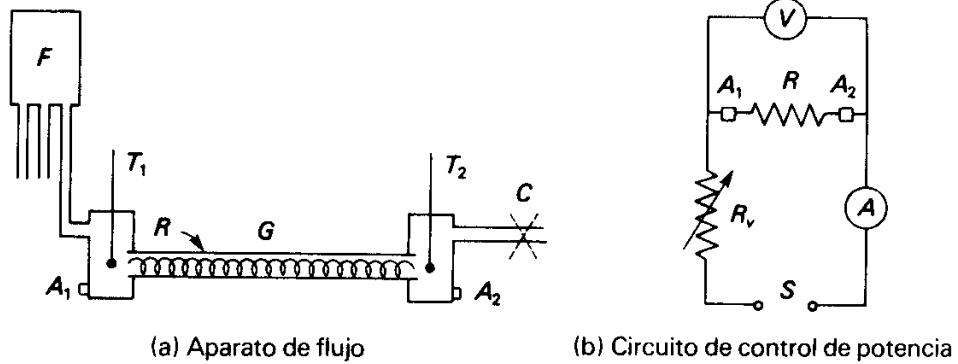 F
T₁
T₂
C
R
G
A₁
A₂
(a) Aparato de flujo
V
A₁
R
A₂
Rᵥ
A
S
(b) Circuito de control de potencia